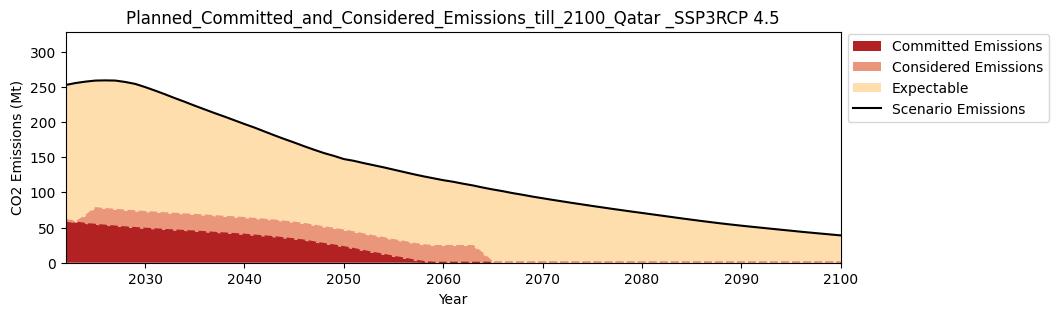 Planned_Committed_and_Considered_Emissions_till_2100_Qatar _SSP3RCP 4.5
CO2 Emissions (Mt)
300
250
200
150
100
50
0
2030 2040 2050 2060 2070 2080 2090 2100
Year
Committed Emissions
Considered Emissions
Expectable
Scenario Emissions